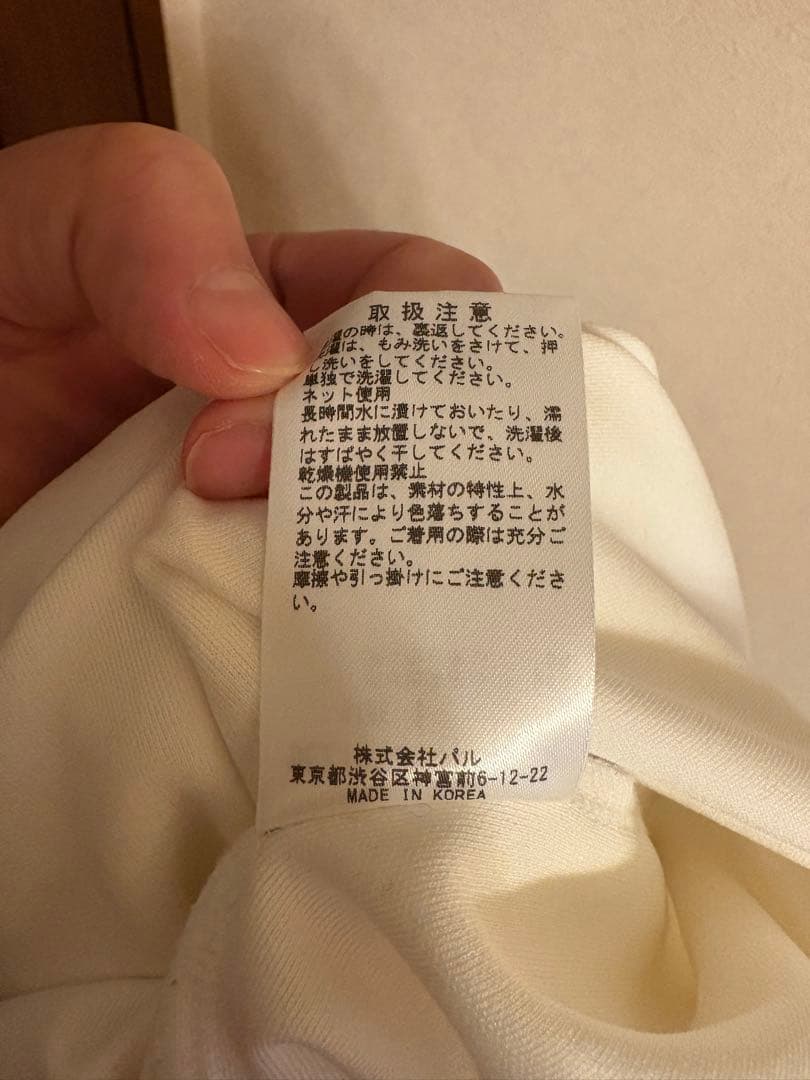 取扱注意
の時は、裏返してください。
は、もみ洗いをさけて、押
し洗いをしてください。
単独で洗濯してください。
ネット使用
長時間水に漬けておいたり、濡
れたまま放置しないで、洗濯後
はすばやく干してください。
乾燥機使用禁止
この製品は、素材の特性上、水
分や汗により色落ちすることが
あります。ご着用の際は充分ご
注意ください。
摩擦や引っ掛けにご注意くださ
い。
株式会社パル
東京都渋谷区神宮前6-12-22
MADE IN KOREA